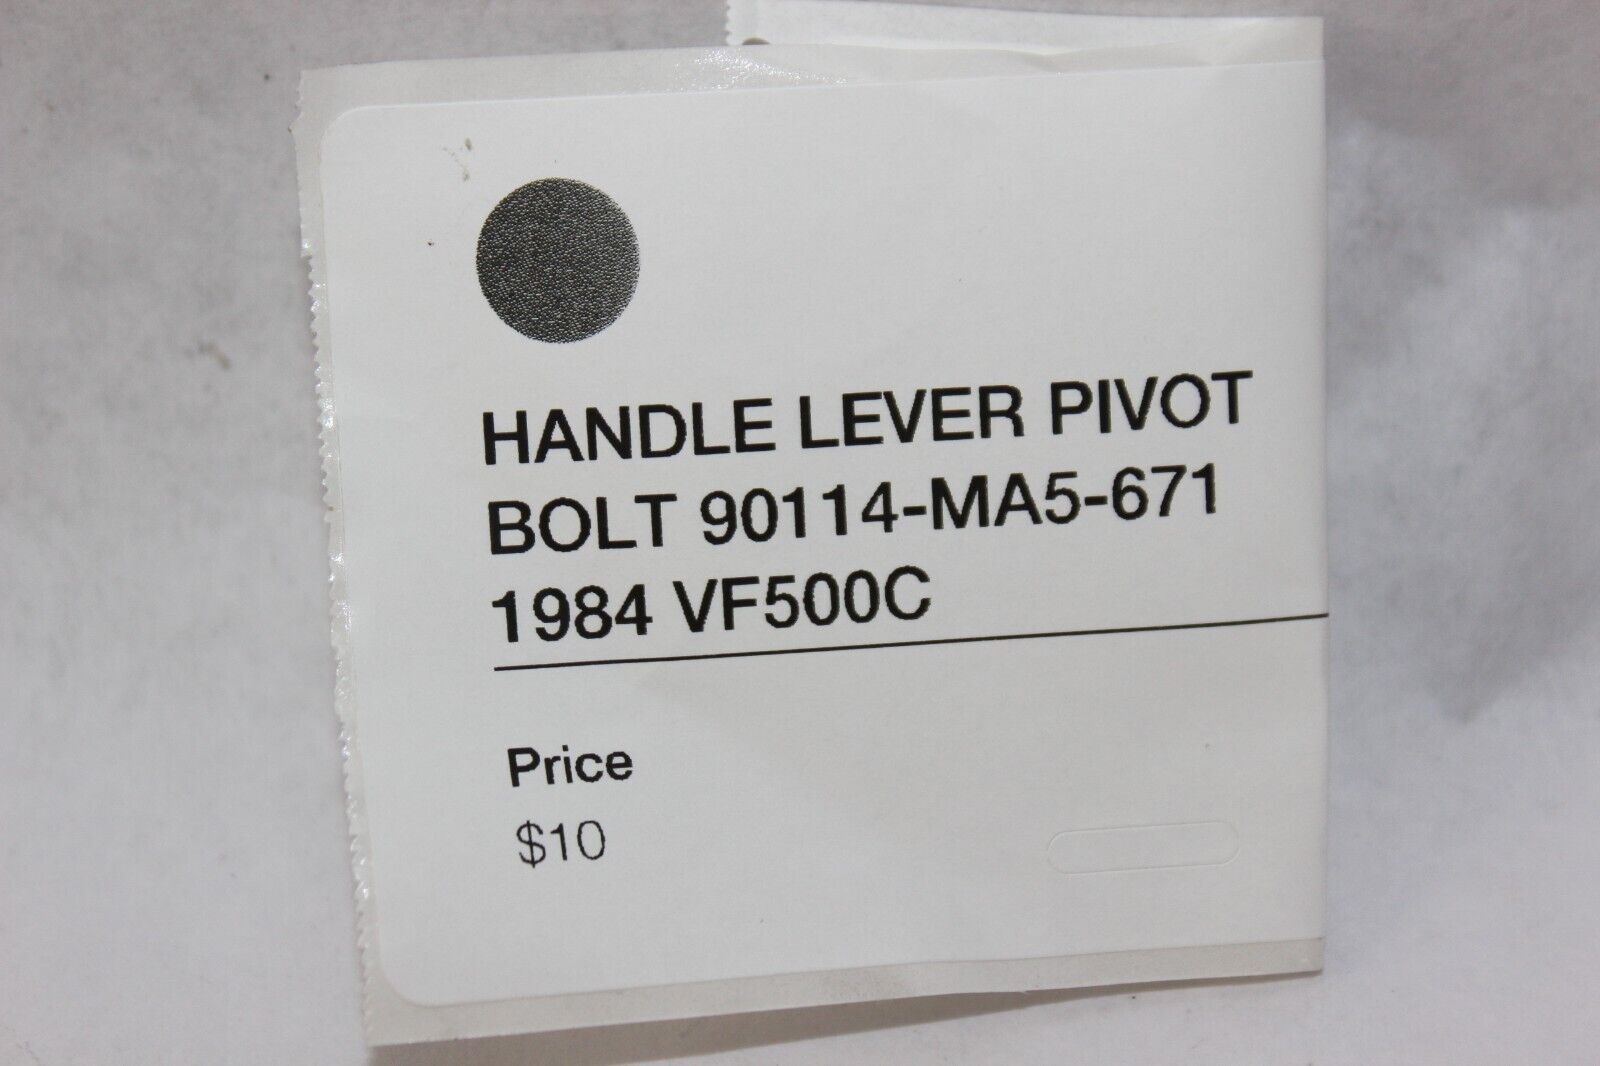 HANDLE LEVER PIVOT
BOLT 90114-MA5-671
1984 VF500C
Price
$10